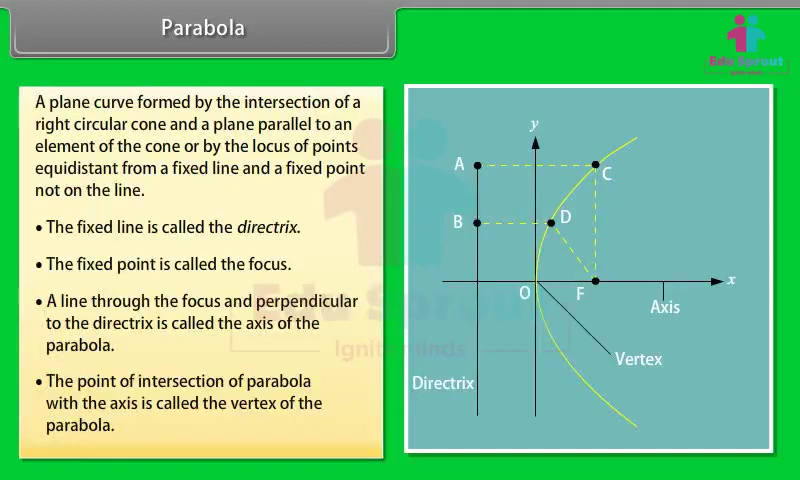 Parabola
Edu Sprout
A plane curve formed by the intersection of a
right circular cone and a plane parallel to an
element of the cone or by the locus of points
equidistant from a fixed line and a fixed point
not on the line.
• The fixed line is called the directrix.
• The fixed point is called the focus.
• A line through the focus and perpendicular
to the directrix is called the axis of the
parabola.
• The point of intersection of parabola
with the axis is called the vertex of the
parabola.
y
A
C
B
D
O
F
x
Axis
Vertex
Directrix
Edu Sprout
Ignite minds